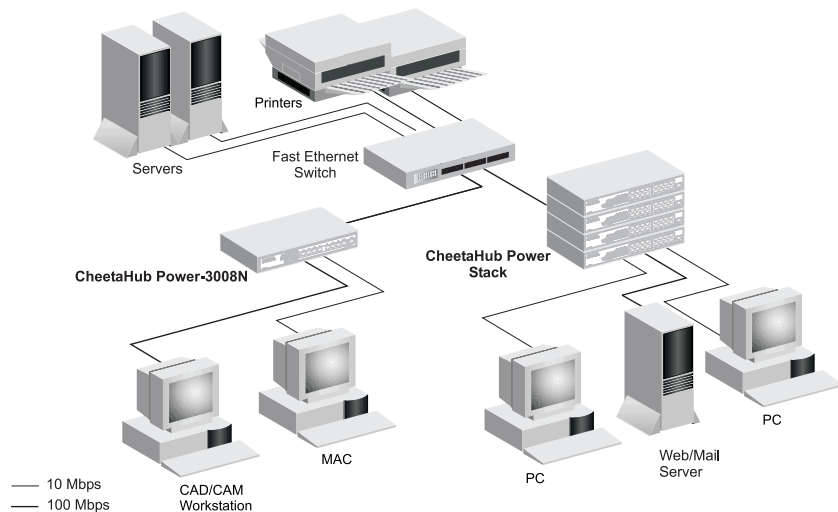 Printers
Servers
Fast Ethernet
Switch
CheetaHub Power-3008N
CheetaHub Power
Stack
MAC
PC
PC
Web/Mail
Server
CAD/CAM
Workstation
10 Mbps
100 Mbps